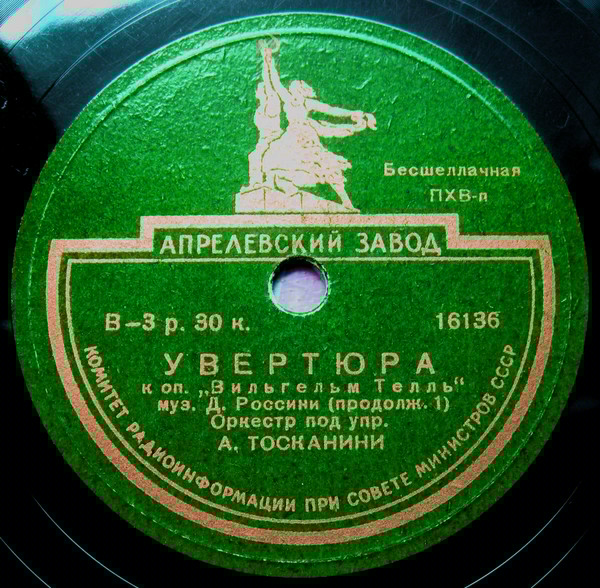 Бесшеллачная
ПХВ-п
АПРЕЛЕВСКИЙ ЗАВОД
В-3 р. 30 к.
16136
УВЕРТЮРА
к оп. „Вильгельм Телль“
муз. Д. Россини (продолж. 1)
Оркестр под упр.
А. ТОСКАНИНИ
КОМИТЕТ РАДИОИНФОРМАЦИИ ПРИ СОВЕТЕ МИНИСТРОВ СССР